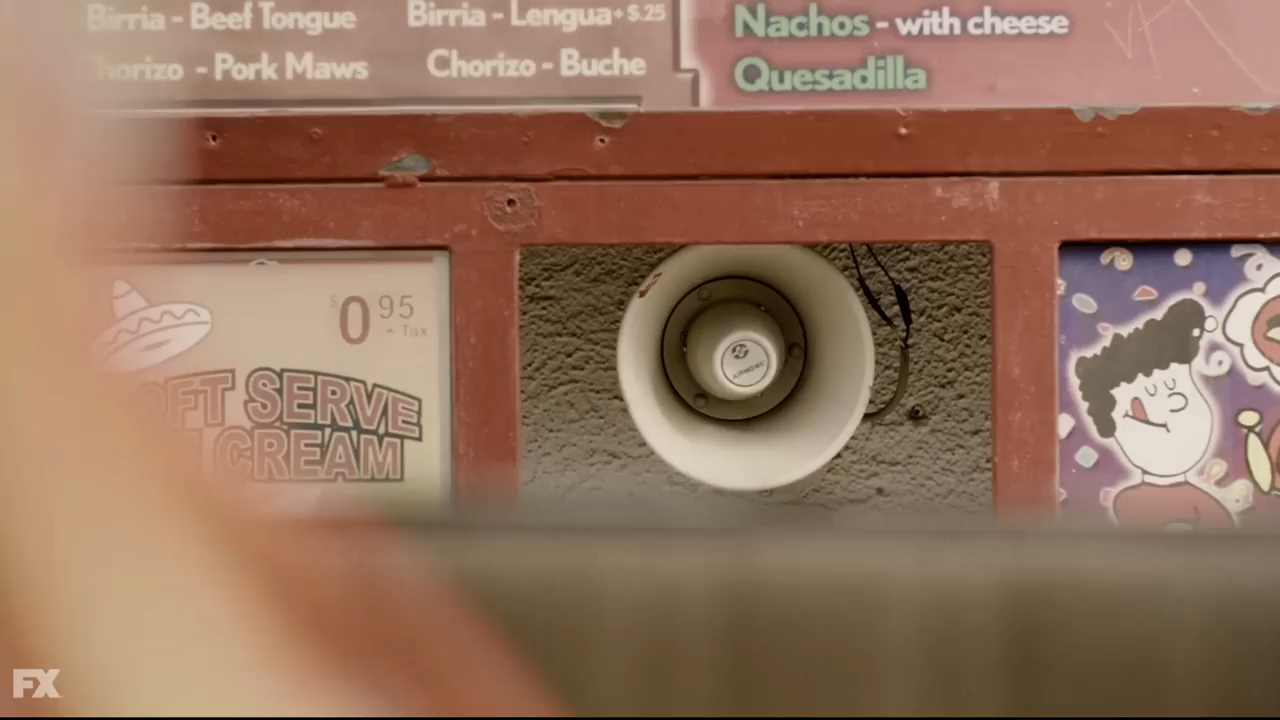 Birria - Beef Tongue
Birria - Lengua + $.25
Chorizo - Pork Maws
Chorizo - Buche
Nachos - with cheese
Quesadilla
$0.95
+ Tax
SOFT SERVE
CREAM
AIPHONE
FX